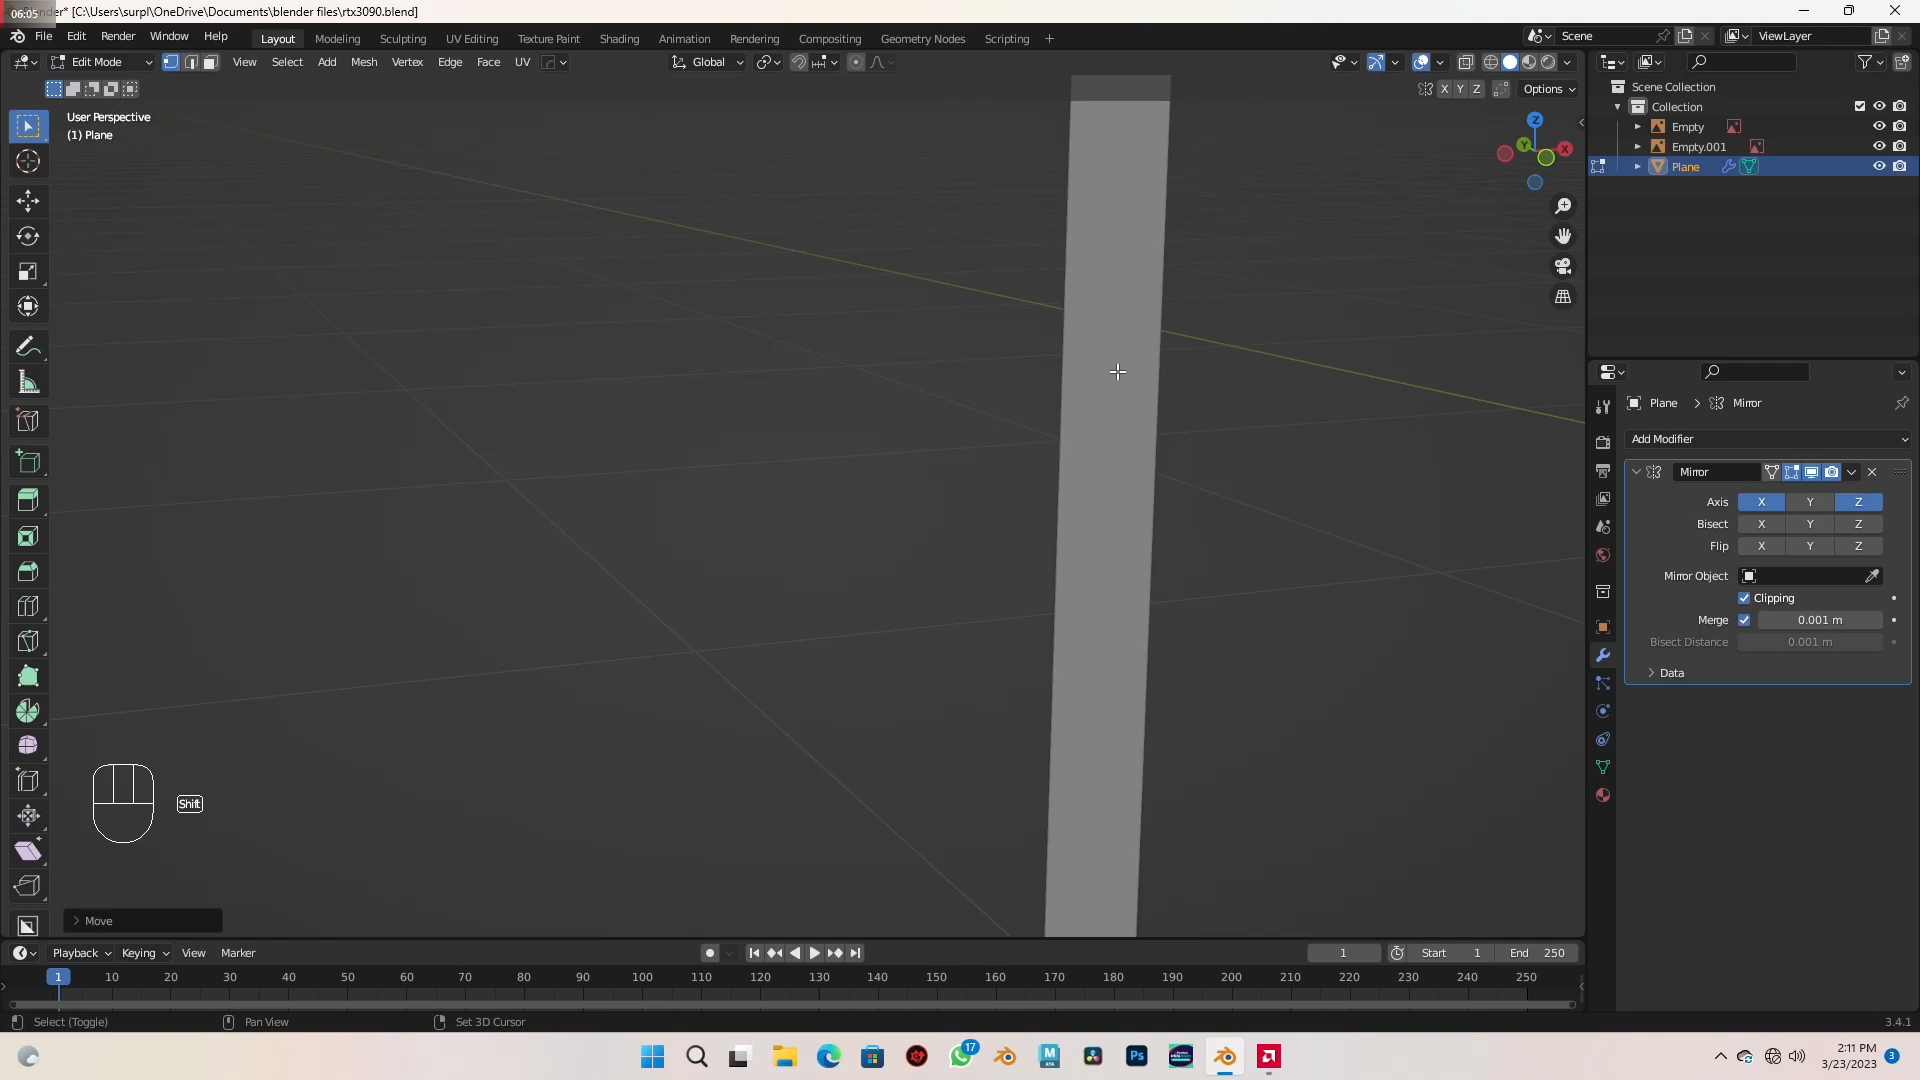 06:05
der* [C:\Users\surpl\OneDrive\Documents\blender files\rtx3090.blend]
File Edit Render Window Help Layout Modeling Sculpting UV Editing Texture Paint Shading Animation Rendering Compositing Geometry Nodes Scripting + Scene ViewLayer
Edit Mode View Select Add Mesh Vertex Edge Face UV Global
X Y Z Options
User Perspective
(1) Plane
Z
Y
X
Scene Collection
Collection
Empty
Empty.001
Plane
Plane > Mirror
Add Modifier
Mirror
Axis X Y Z
Bisect X Y Z
Flip X Y Z
Mirror Object
Clipping
Merge 0.001 m
Bisect Distance 0.001 m
Data
Shift
Move
Playback Keying View Marker 1 Start 1 End 250
1 10 20 30 40 50 60 70 80 90 100 110 120 130 140 150 160 170 180 190 200 210 220 230 240 250
Select (Toggle) Pan View Set 3D Cursor 3.4.1
17
M
Ps
2:11 PM
3/23/2023
3